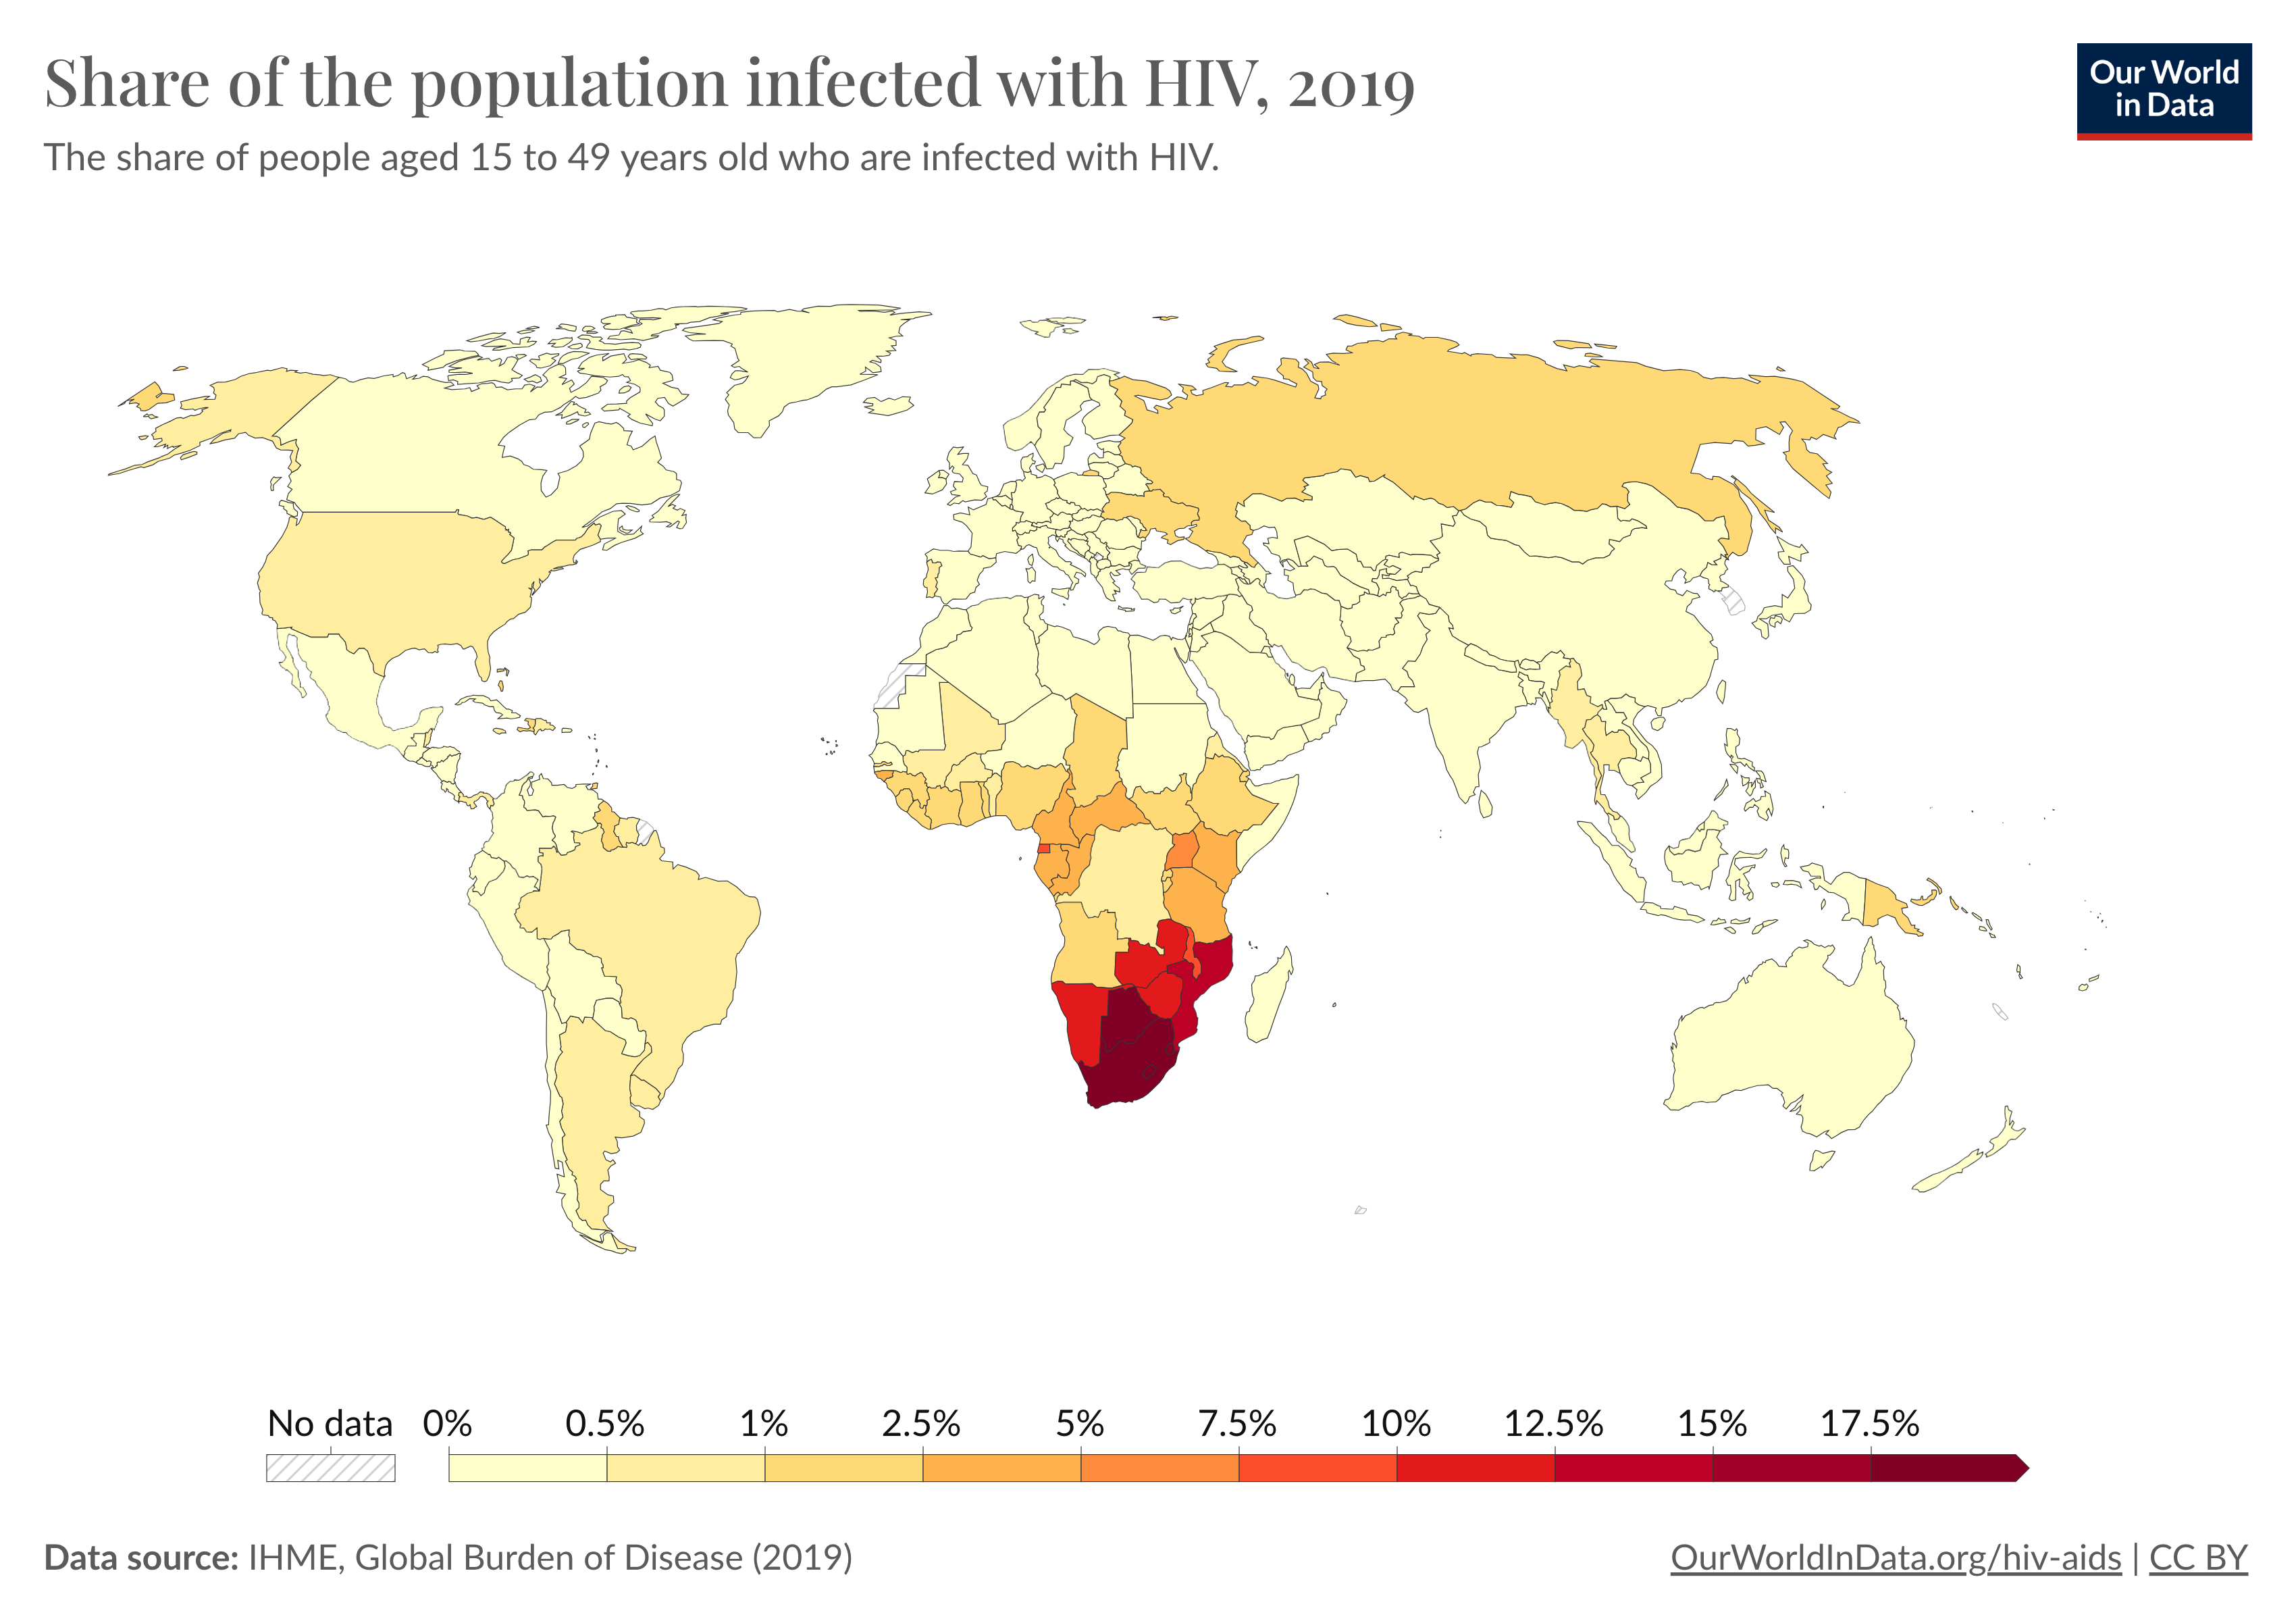 Share of the population infected with HIV, 2019
The share of people aged 15 to 49 years old who are infected with HIV.
Our World
in Data
No data 0% 0.5% 1% 2.5% 5% 7.5% 10% 12.5% 15% 17.5%
Data source: IHME, Global Burden of Disease (2019)
OurWorldInData.org/hiv-aids | CC BY